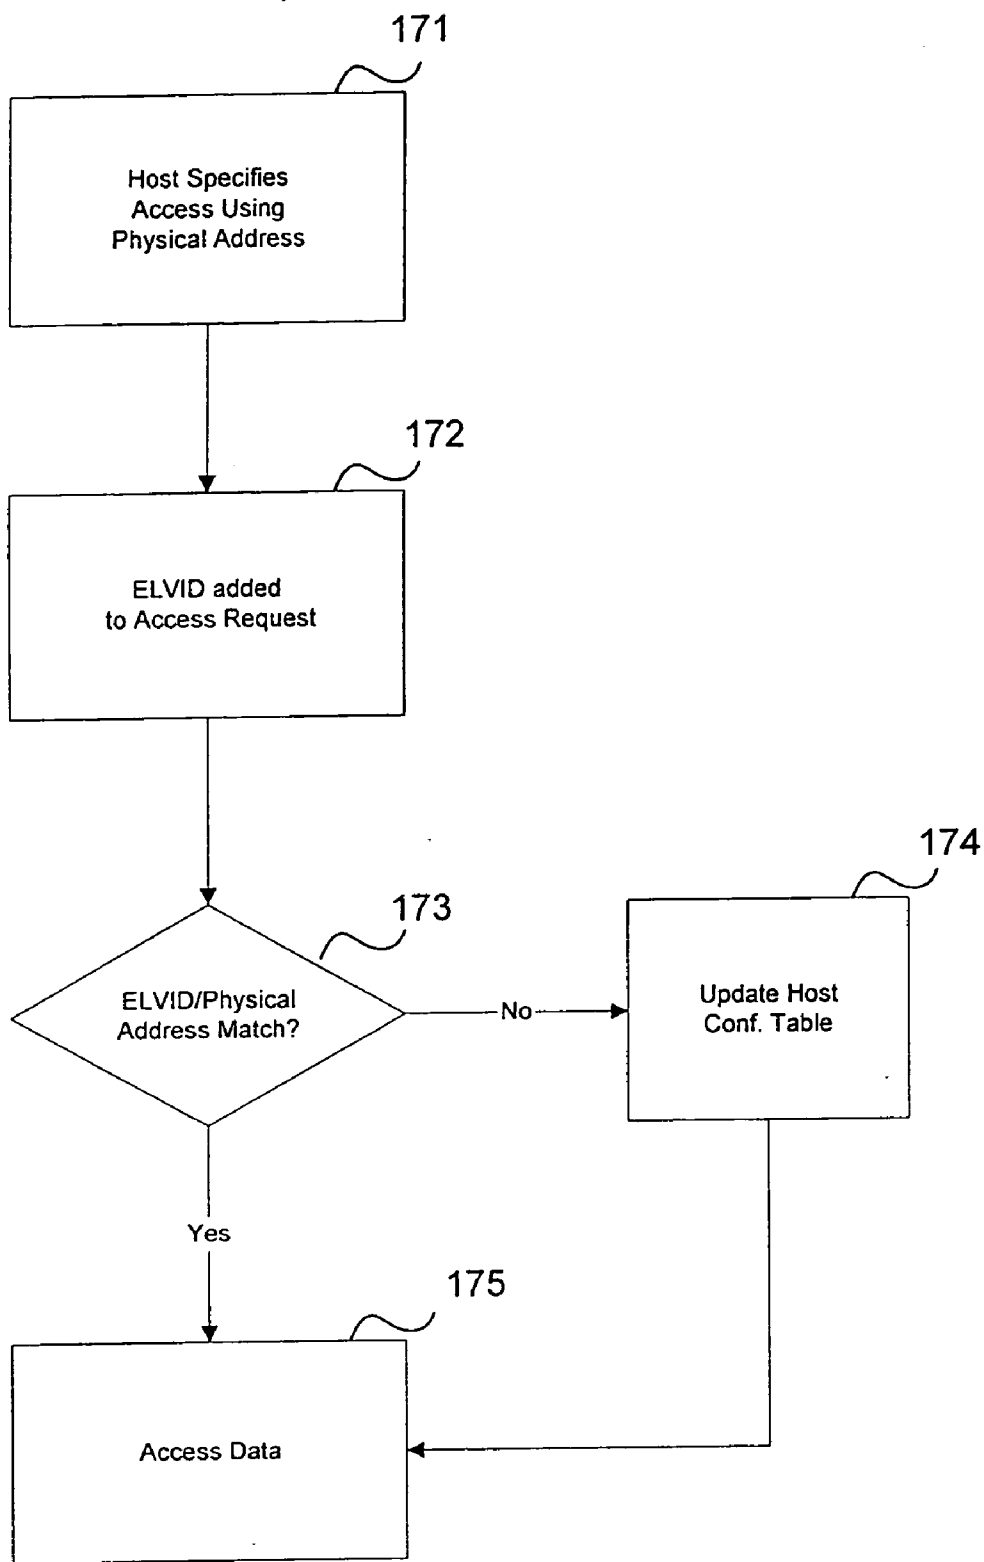 171
Host Specifies
Access Using
Physical Address
172
ELVID added
to Access Request
173
ELVID/Physical
Address Match?
No
174
Update Host
Conf. Table
Yes
175
Access Data